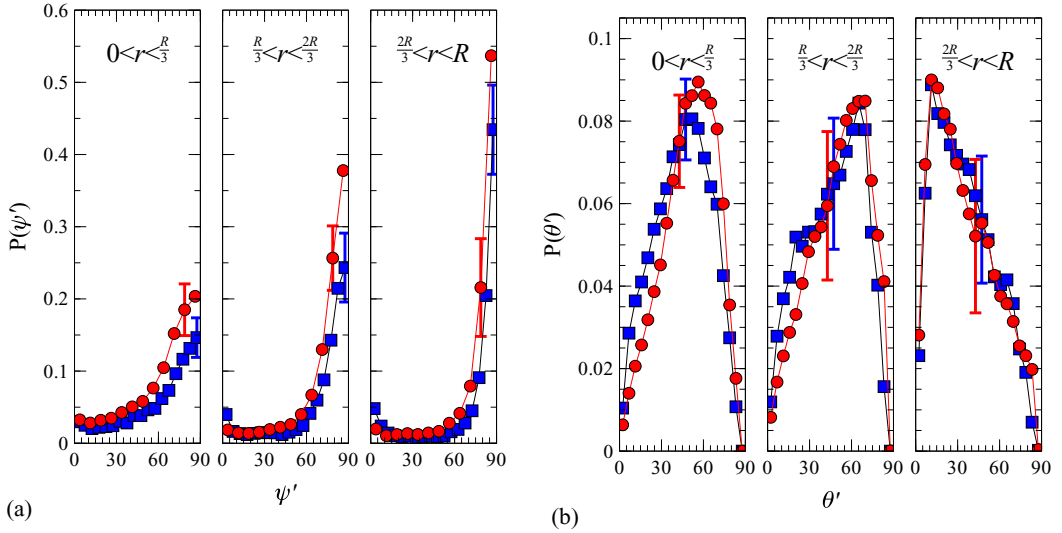 0.6
0.5
0.4
0.3
0.2
0.1
0
P(ψ′)
0<r<R/3
R/3<r<2R/3
2R/3<r<R
0 30 60 90 0 30 60 90 0 30 60 90
ψ′
(a)
0.1
0.08
0.06
0.04
0.02
0.00
P(θ′)
0<r<R/3
R/3<r<2R/3
2R/3<r<R
0 30 60 90 0 30 60 90 0 30 60 90
θ′
(b)